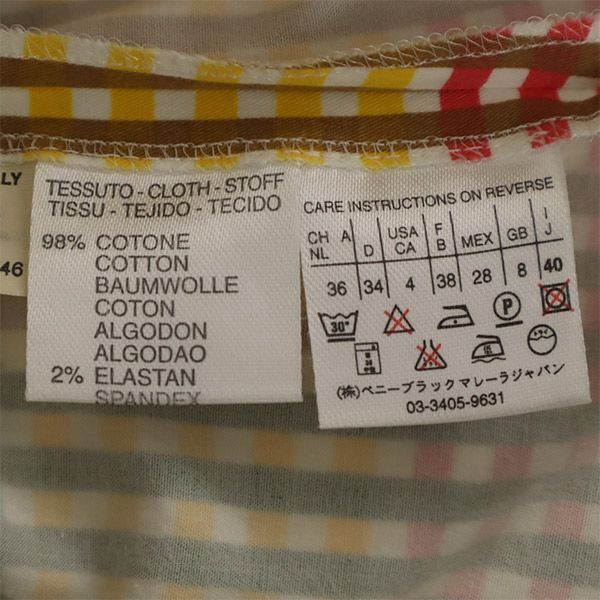 LY
46
TESSUTO - CLOTH - STOFF
TISSU - TEJIDO - TECIDO
98% COTONE
COTTON
BAUMWOLLE
COTON
ALGODON
ALGODAO
2% ELASTAN
SPANDEX
CARE INSTRUCTIONS ON REVERSE
CH NL A D USA CA F B MEX GB I J
36 34 4 38 28 8 40
30° P
低
(株)ペニーブラックマレーラジャパン
03-3405-9631